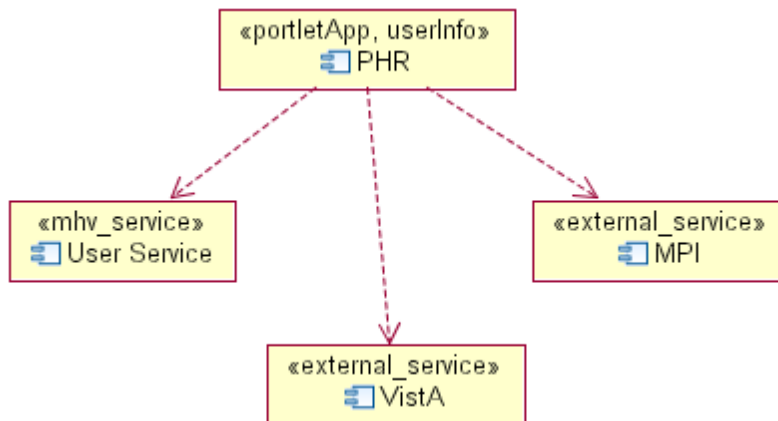 «portletApp, userInfo»
PHR
«mhv_service»
User Service
«external_service»
MPI
«external_service»
VistA